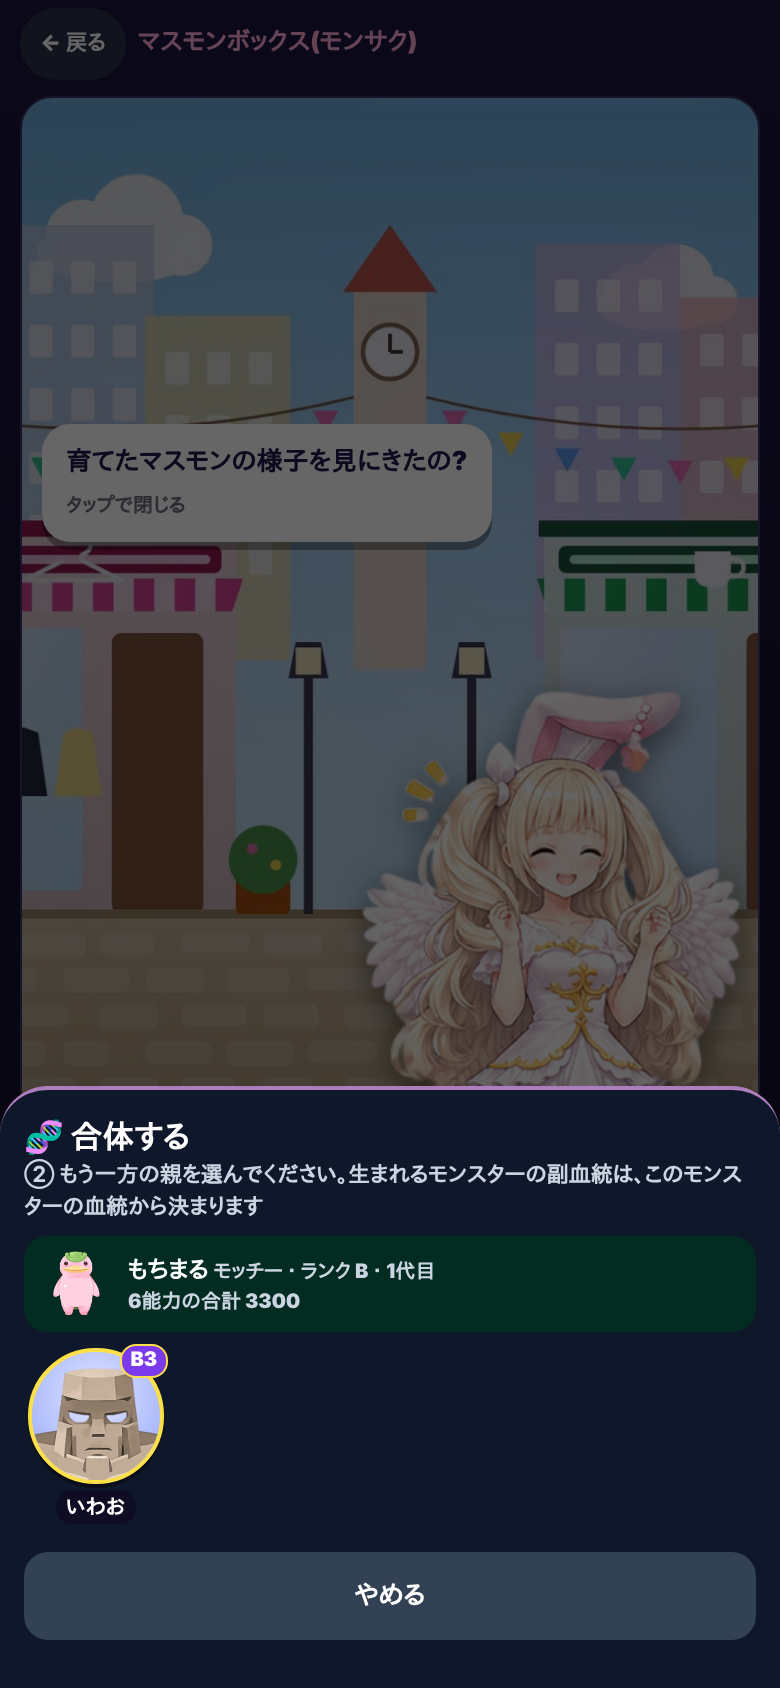 ← 戻る
マスモンボックス(モンサク)
育てたマスモンの様子を見にきたの?
タップで閉じる
合体する
② もう一方の親を選んでください。生まれるモンスターの副血統は、このモンス
ターの血統から決まります
もちまる モッチー・ランク B・1代目
6能力の合計 3300
B3
いわお
やめる